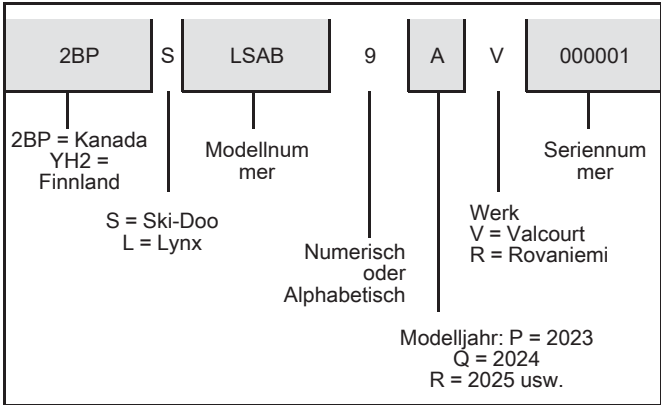 2BP S LSAB 9 A V 000001
2BP = Kanada
YH2 =
Finnland
S = Ski-Doo
L = Lynx
Modellnum
mer
Numerisch
oder
Alphabetisch
Modelljahr: P = 2023
Q = 2024
R = 2025 usw.
Werk
V = Valcourt
R = Rovaniemi
Seriennum
mer